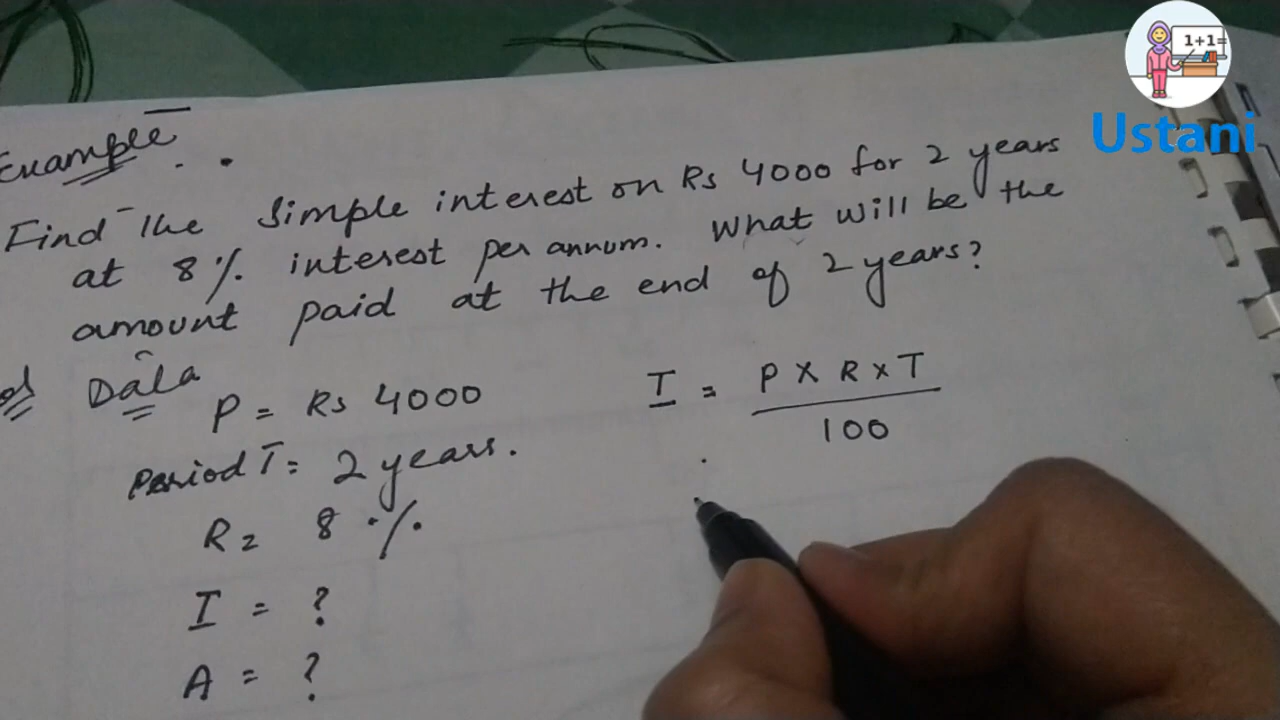 1+1=
Ustani
Example
Find the Simple interest on Rs 4000 for 2 years
at 8% interest per annum. What will be the
amount paid at the end of 2 years?
Data
P = Rs 4000
Period T= 2 years.
R = 8 %
I = ?
A = ?
I = P X R X T
100